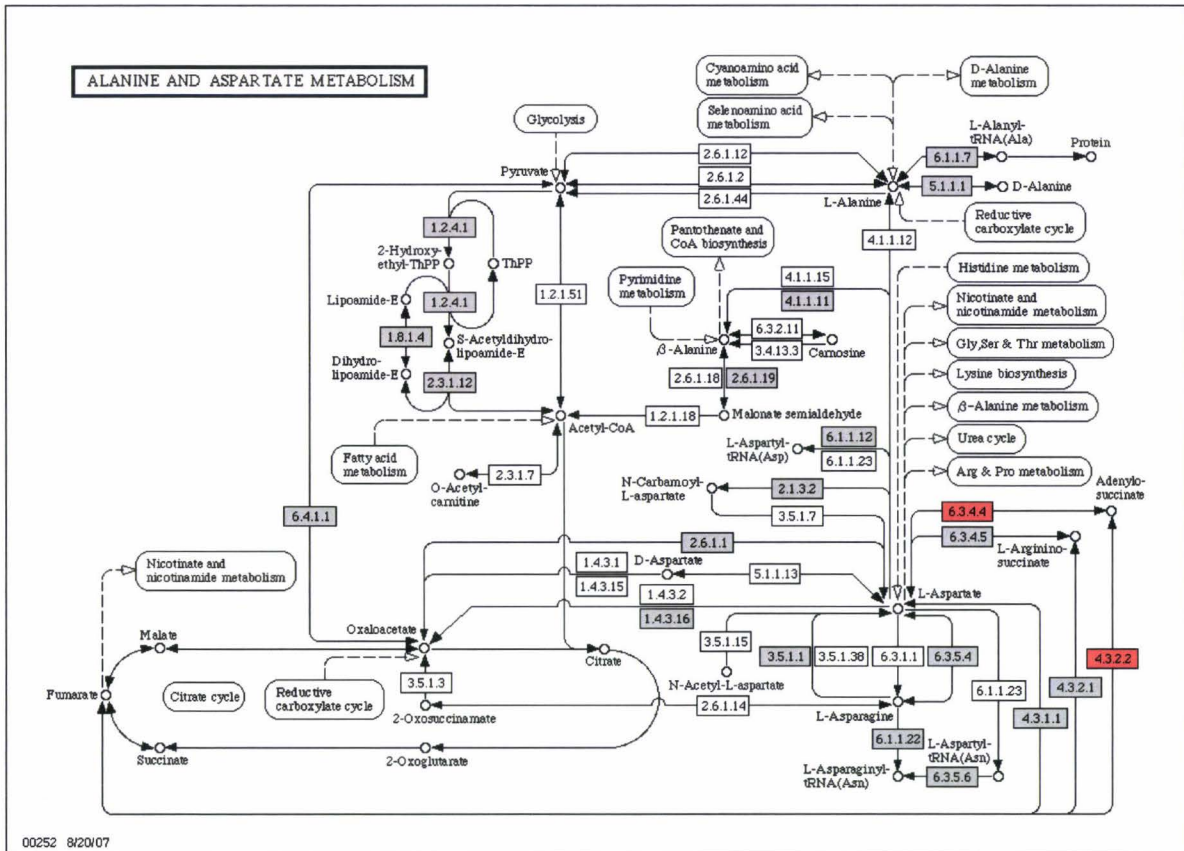 ALANINE AND ASPARTATE METABOLISM
Cyanoamino acid
metabolism
D-Alanine
metabolism
Selenoamino acid
metabolism
Glycolysis
L-Alanyl-
tRNA(Ala)
Protein
2.6.1.12
6.1.1.7
Pyruvate
2.6.1.2
5.1.1.1
D-Alanine
2.6.1.44
L-Alanine
1.2.4.1
Pantothenate and
CoA biosynthesis
Reductive
carboxylate cycle
4.1.1.12
2-Hydroxy-
ethyl-ThPP
ThPP
Pyrimidine
metabolism
4.1.1.15
4.1.1.11
Histidine metabolism
Lipoamide-E
1.2.4.1
1.2.1.51
Nicotinate and
nicotinamide metabolism
1.8.1.4
S-Acetyldihydro-
lipoamide-E
6.3.2.11
β-Alanine
3.4.13.3
Carnosine
Gly,Ser & Thr metabolism
Dihydro-
lipoamide-E
2.3.1.12
2.6.1.18
2.6.1.19
Lysine biosynthesis
β-Alanine metabolism
Acetyl-CoA
1.2.1.18
Malonate semialdehyde
Urea cycle
Fatty acid
metabolism
L-Aspartyl-
tRNA(Asp)
6.1.1.12
6.1.1.23
Arg & Pro metabolism
2.3.1.7
O-Acetyl-
carnitine
N-Carbamoyl-
L-aspartate
2.1.3.2
Adenylo-
succinate
6.4.1.1
3.5.1.7
6.3.4.4
6.3.4.5
L-Arginino-
succinate
2.6.1.1
Nicotinate and
nicotinamide metabolism
1.4.3.1
1.4.3.15
D-Aspartate
5.1.1.13
1.4.3.2
1.4.3.16
L-Aspartate
Malate
Oxaloacetate
Citrate
3.5.1.15
3.5.1.1
3.5.1.38
6.3.1.1
6.3.5.4
4.3.2.2
Fumarate
Citrate cycle
Reductive
carboxylate cycle
3.5.1.3
N-Acetyl-L-aspartate
6.1.1.23
4.3.2.1
2-Oxosuccinamate
2.6.1.14
L-Asparagine
4.3.1.1
Succinate
2-Oxoglutarate
6.1.1.22
L-Aspartyl-
tRNA(Asn)
L-Asparaginyl-
tRNA(Asn)
6.3.5.6
00252 8/20/07